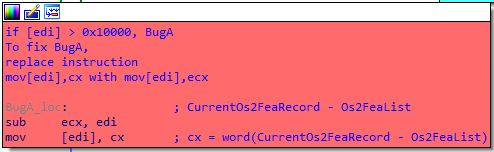 if [edi] > 0x10000, BugA
To fix BugA,
replace instruction
mov[edi],cx with mov[edi],ecx
BugA_loc: ; CurrentOs2FeaRecord - Os2FeaList
sub ecx, edi
mov [edi], cx ; cx = word(CurrentOs2FeaRecord - Os2FeaList)